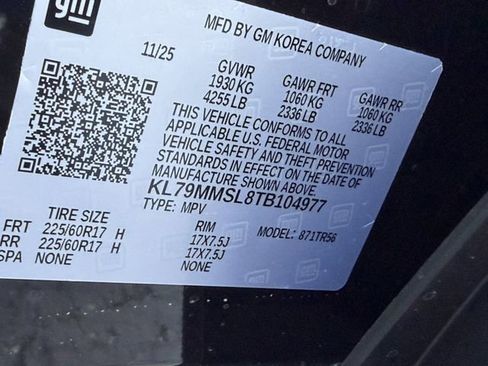 gm
MFD BY GM KOREA COMPANY
11/25
GVWR GAWR FRT GAWR RR
1930 KG 1060 KG 1060 KG
4255 LB 2336 LB 2336 LB
THIS VEHICLE CONFORMS TO ALL
APPLICABLE U.S. FEDERAL MOTOR
VEHICLE SAFETY AND THEFT PREVENTION
STANDARDS IN EFFECT ON THE DATE OF
MANUFACTURE SHOWN ABOVE.
KL79MMSL8TB104977
TYPE: MPV
TIRE SIZE RIM MODEL: 871TR56
FRT 225/60R17 H 17X7.5J
RR 225/60R17 H 17X7.5J
SPA NONE NONE